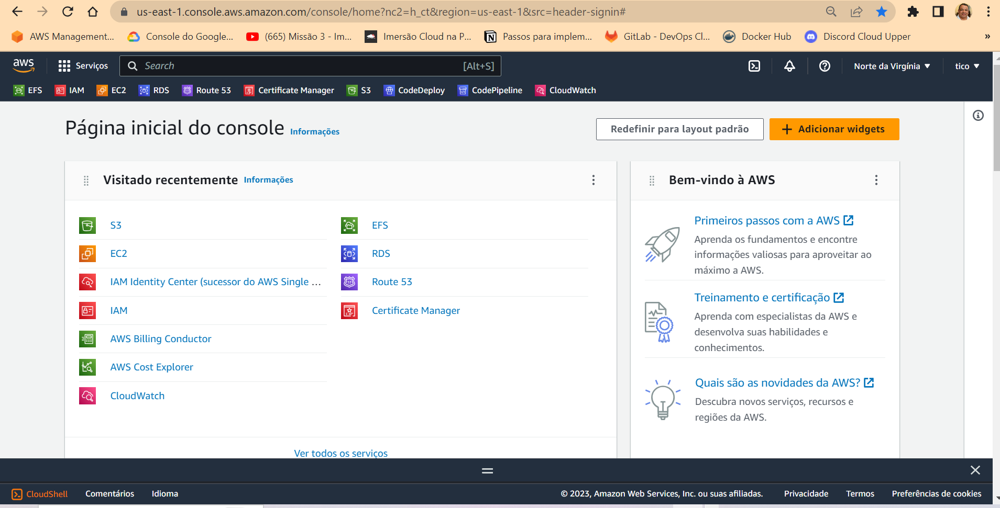 us-east-1.console.aws.amazon.com/console/home?nc2=h_ct&region=us-east-1&src=header-signin#
AWS Management... Console do Google... (665) Missão 3 - Im... Imersão Cloud na P... Passos para implem... GitLab - DevOps Cl... Docker Hub Discord Cloud Upper »
aws Serviços Search [Alt+S] Norte da Virgínia tico
EFS IAM EC2 RDS Route 53 Certificate Manager S3 CodeDeploy CodePipeline CloudWatch
Página inicial do console Informações
Redefinir para layout padrão Adicionar widgets
Visitado recentemente Informações
S3
EC2
IAM Identity Center (sucessor do AWS Single ...
IAM
AWS Billing Conductor
AWS Cost Explorer
CloudWatch
EFS
RDS
Route 53
Certificate Manager
Ver todos os serviços
Bem-vindo à AWS
Primeiros passos com a AWS
Aprenda os fundamentos e encontre
informações valiosas para aproveitar ao
máximo a AWS.
Treinamento e certificação
Aprenda com especialistas da AWS e
desenvolva suas habilidades e
conhecimentos.
Quais são as novidades da AWS?
Descubra novos serviços, recursos e
regiões da AWS.
CloudShell Comentários Idioma © 2023, Amazon Web Services, Inc. ou suas afiliadas. Privacidade Termos Preferências de cookies